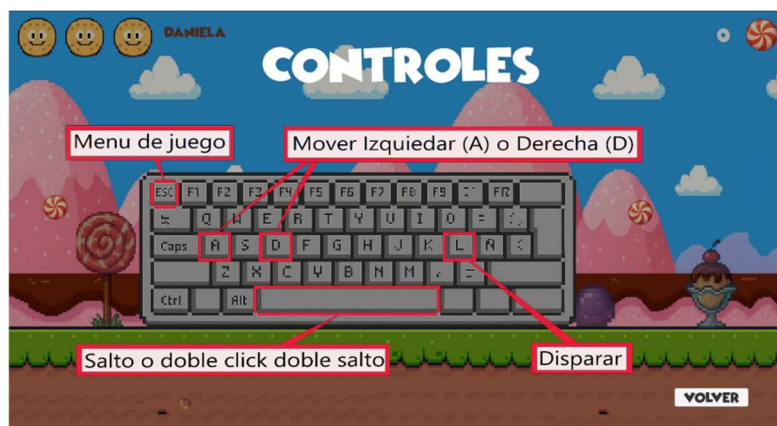 DANIELA
0
CONTROLES
Menu de juego
Mover Izquiedar (A) o Derecha (D)
ESC F1 F2 F3 F4 F5 F6 F7 F8 F9 F12
Q W E R T Y U I O
Caps A S D F G H J K L Ñ
Z X C V B N M
Ctrl Alt
Salto o doble click doble salto
Disparar
VOLVER